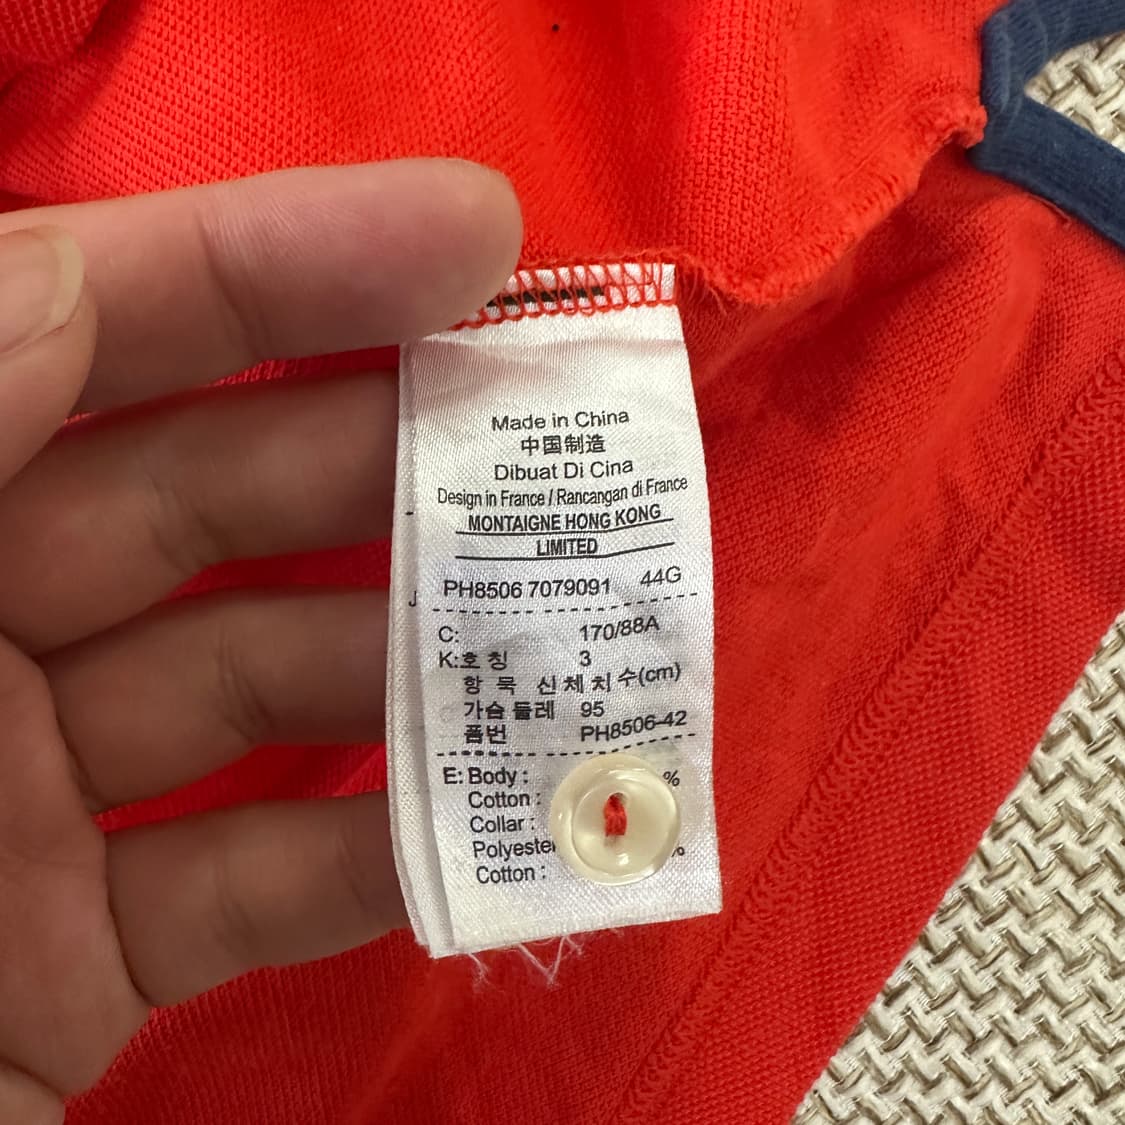 Made in China
中国制造
Dibuat Di Cina
Design in France / Rancangan di France
MONTAIGNE HONG KONG
LIMITED
PH8506 7079091 44G
C: 170/88A
K:호 칭 3
항 목 신 체 치 수(cm)
가슴 둘레 95
품번 PH8506-42
E: Body : %
Cotton :
Collar :
Polyester %
Cotton :
J